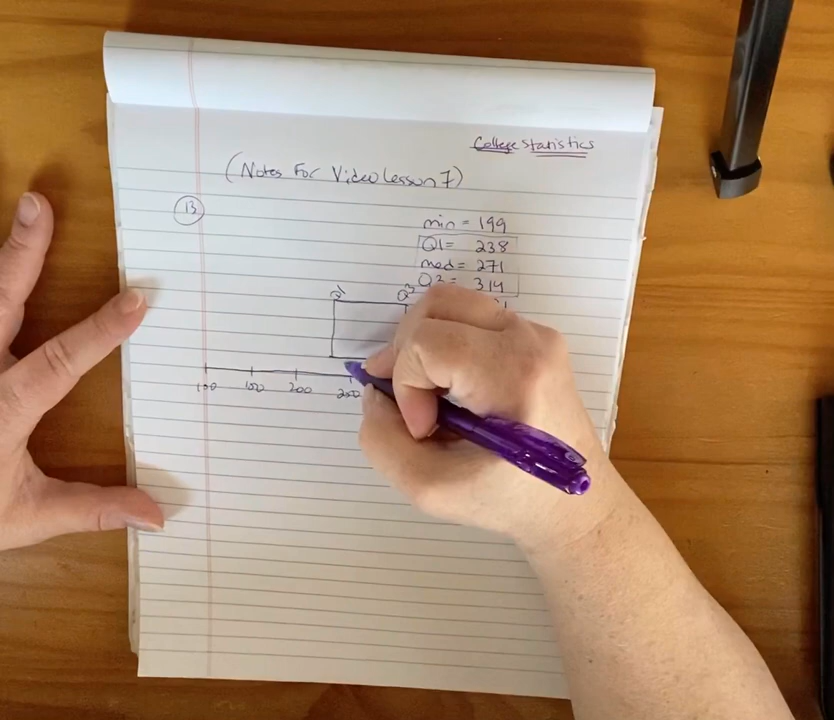 College Statistics
(Notes For Video Lesson 7)
13
min = 199
Q1 = 238
med = 271
Q3 = 314
Q1 Q3
100 150 200 250